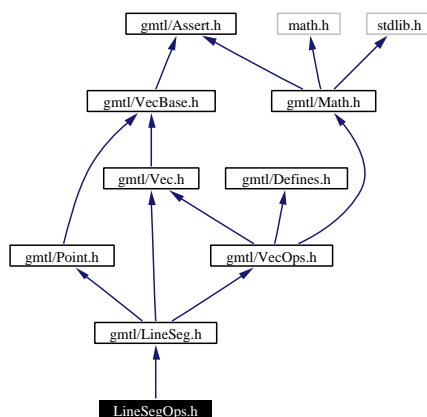 gmtl/Assert.h
math.h
stdlib.h
gmtl/VecBase.h
gmtl/Math.h
gmtl/Vec.h
gmtl/Defines.h
gmtl/Point.h
gmtl/VecOps.h
gmtl/LineSeg.h
LineSegOps.h